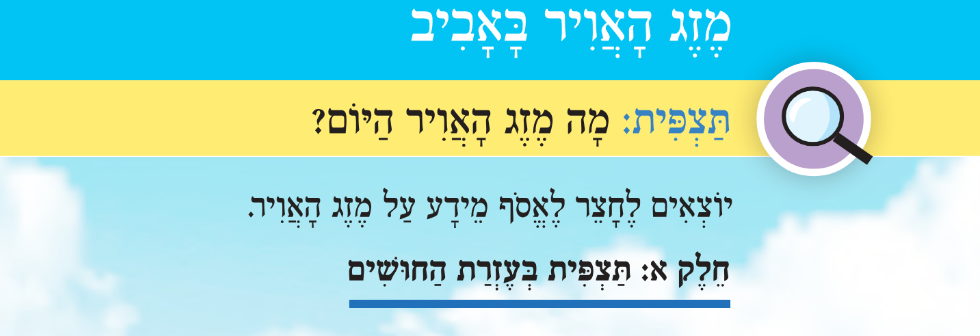 מֶזֶג הָאֲוִיר בָּאָבִיב
תַּצְפִּית: מָה מֶזֶג הָאֲוִיר הַיּוֹם?
יוֹצְאִים לֶחָצֵר לֶאֱסֹף מֵידָע עַל מֶזֶג הָאֲוִיר.
חֵלֶק א: תַּצְפִּית בְּעֶזְרַת הַחוּשִׁים